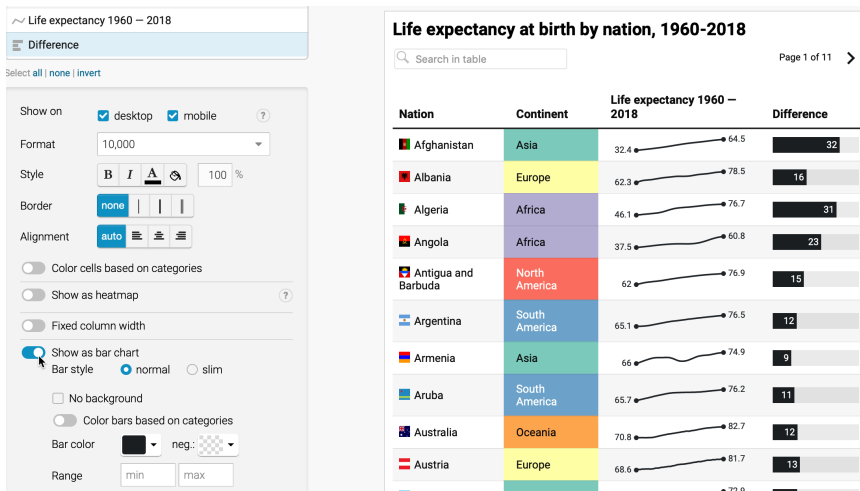 Life expectancy 1960 — 2018
Difference
Select all | none | invert
Show on desktop mobile ?
Format 10,000
Style B I A 100 %
Border none
Alignment auto
Color cells based on categories
Show as heatmap ?
Fixed column width
Show as bar chart
Bar style normal slim
No background
Color bars based on categories
Bar color neg.:
Range min max
Life expectancy at birth by nation, 1960-2018
Search in table Page 1 of 11
Nation Continent Life expectancy 1960 —
2018 Difference
Afghanistan Asia 32.4 64.5 32
Albania Europe 62.3 78.5 16
Algeria Africa 46.1 76.7 31
Angola Africa 37.5 60.8 23
Antigua and North
Barbuda America 62 76.9 15
Argentina South
America 65.1 76.5 12
Armenia Asia 66 74.9 9
Aruba South
America 65.7 76.2 11
Australia Oceania 70.8 82.7 12
Austria Europe 68.6 81.7 13